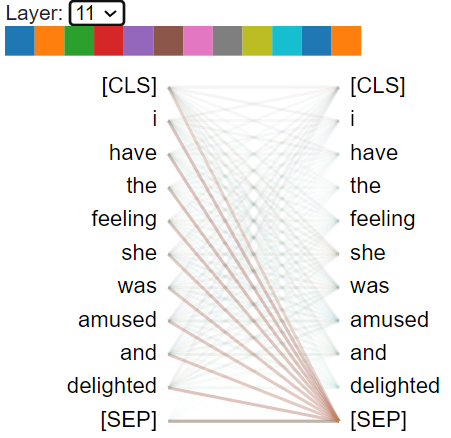 Layer: 11
[CLS] [CLS]
i i
have have
the the
feeling feeling
she she
was was
amused amused
and and
delighted delighted
[SEP] [SEP]